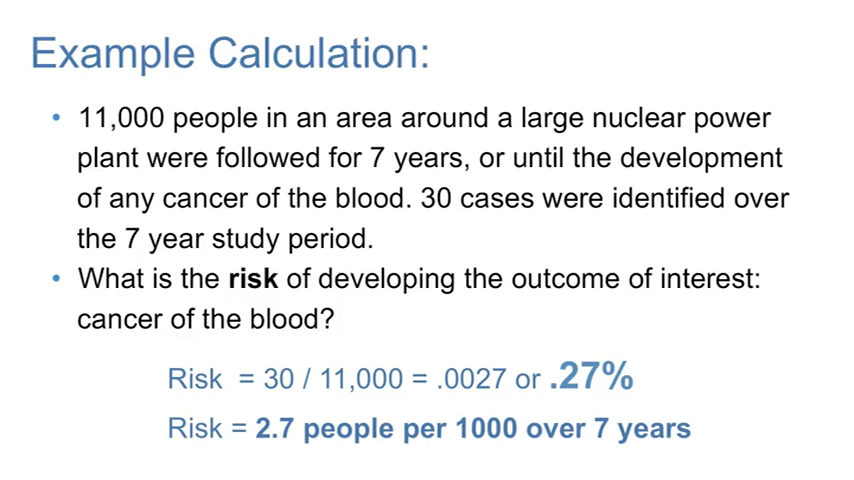 Example Calculation:
• 11,000 people in an area around a large nuclear power
plant were followed for 7 years, or until the development
of any cancer of the blood. 30 cases were identified over
the 7 year study period.
• What is the risk of developing the outcome of interest:
cancer of the blood?
Risk = 30 / 11,000 = .0027 or .27%
Risk = 2.7 people per 1000 over 7 years